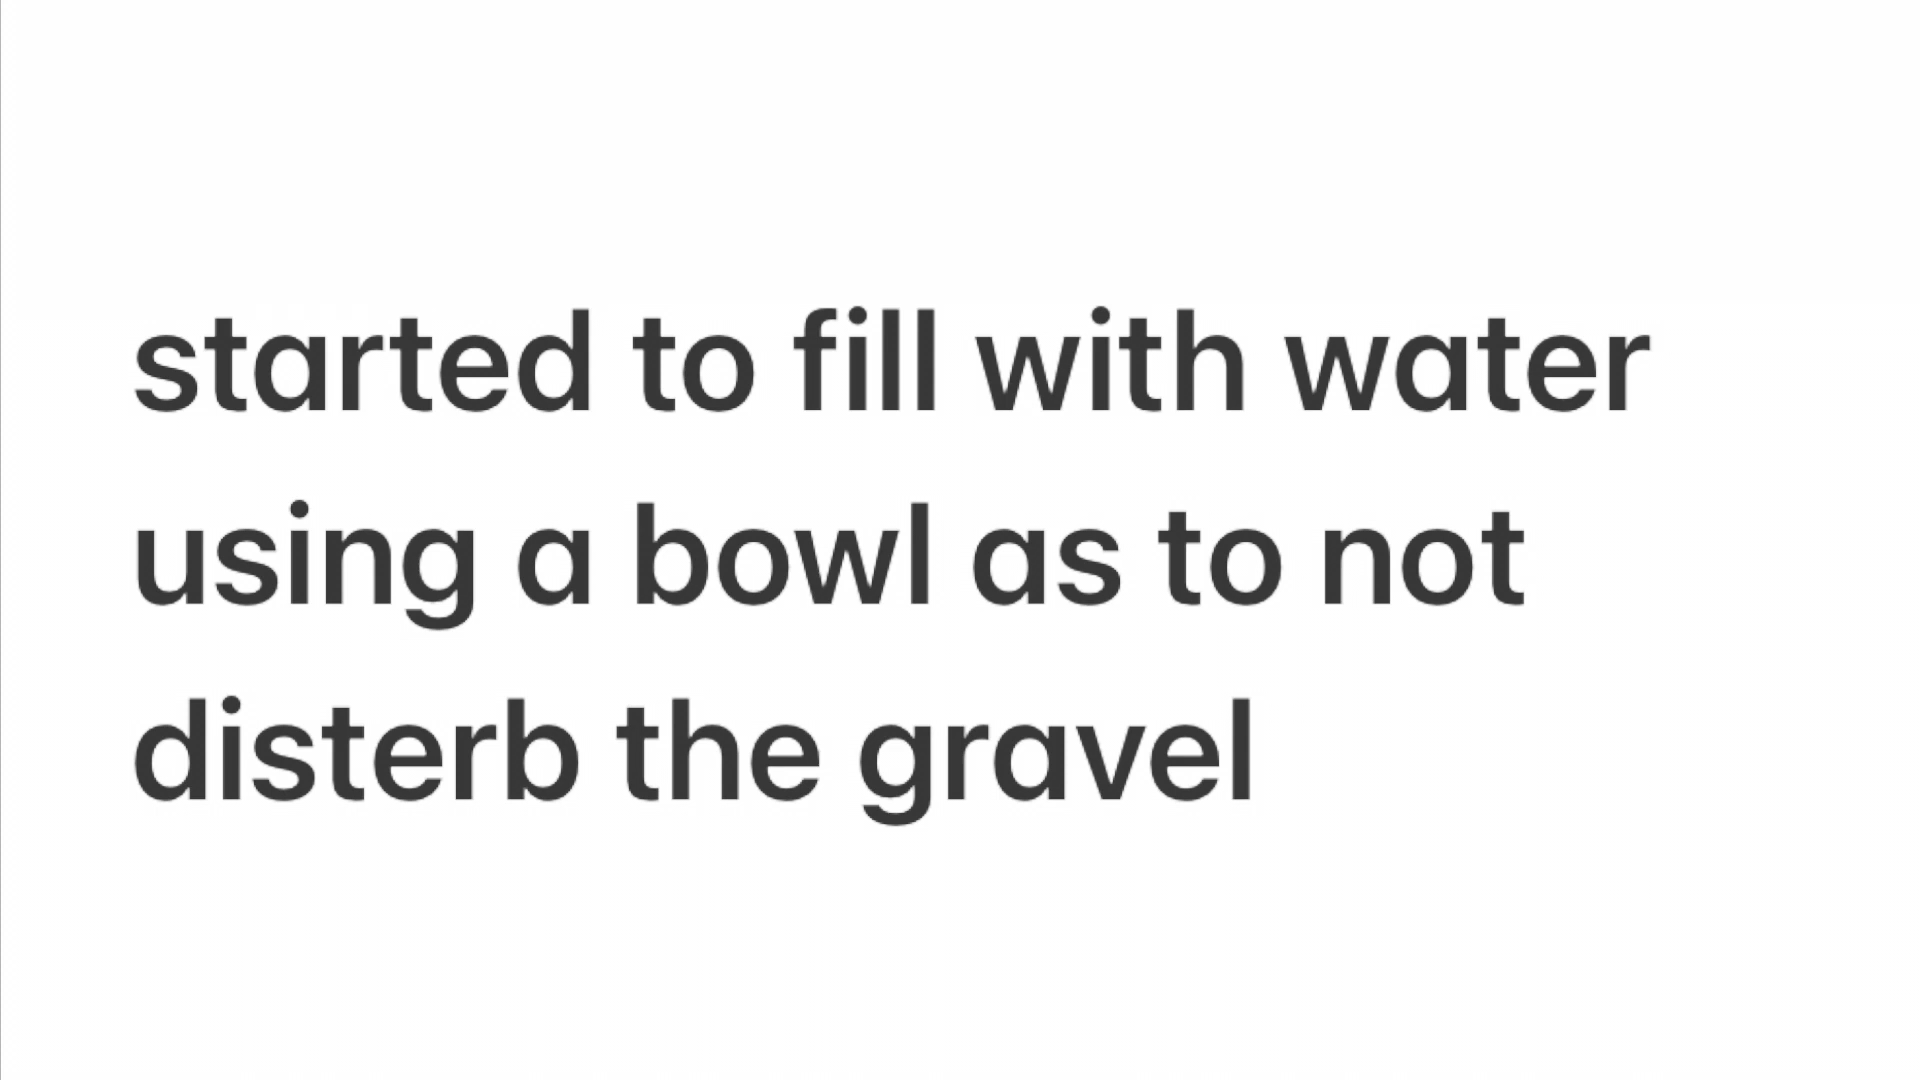 started to fill with water
using a bowl as to not
disterb the gravel